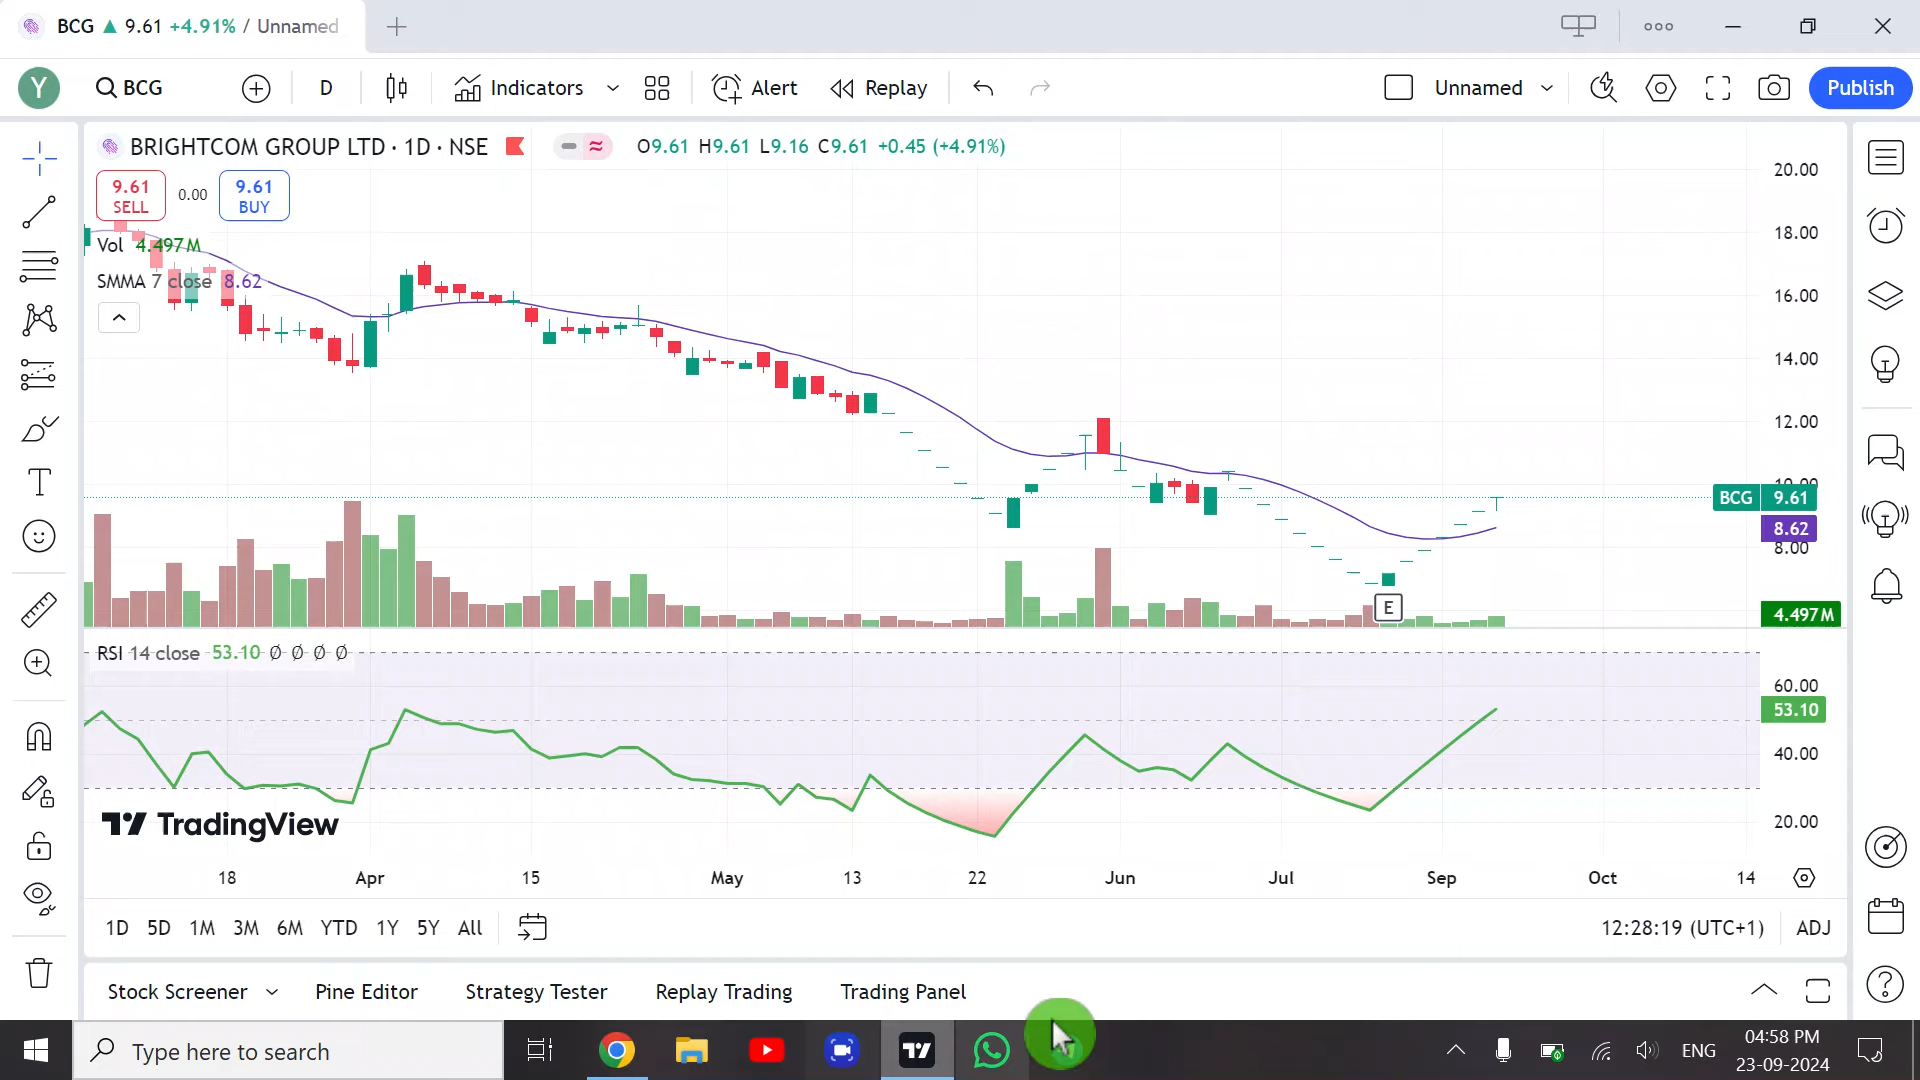 BCG ▲ 9.61 +4.91% / Unnamed
Y
BCG
D
Indicators
Alert
Replay
Unnamed
Publish
BRIGHTCOM GROUP LTD · 1D · NSE
O9.61 H9.61 L9.16 C9.61 +0.45 (+4.91%)
9.61
SELL
0.00
9.61
BUY
Vol 4.497M
SMMA 7 close 8.62
20.00
18.00
16.00
14.00
12.00
10.00
BCG 9.61
8.62
8.00
4.497M
E
RSI 14 close 53.10 Ø Ø Ø Ø
60.00
53.10
40.00
20.00
TradingView
18 Apr 15 May 13 22 Jun Jul Sep Oct 14
1D 5D 1M 3M 6M YTD 1Y 5Y All
12:28:19 (UTC+1) ADJ
Stock Screener Pine Editor Strategy Tester Replay Trading Trading Panel
Type here to search
ENG
04:58 PM
23-09-2024